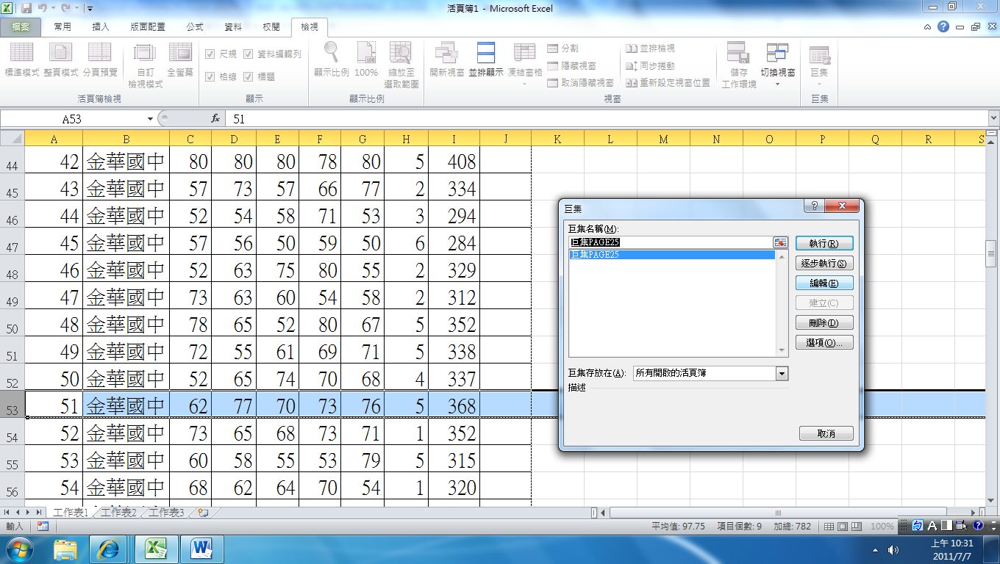 活頁簿1 - Microsoft Excel
檔案 常用 插入 版面配置 公式 資料 校閱 檢視
標準模式 整頁模式 分頁預覽 自訂 檢視模式 全螢幕
活頁簿檢視
尺規 資料編輯列
格線 標題
顯示
顯示比例 100% 縮放至 選取範圍
顯示比例
開新視窗 並排顯示 凍結窗格
分割
隱藏視窗
取消隱藏視窗
並排檢視
同步捲動
重新設定視窗位置
儲存 工作環境 切換視窗
視窗
巨集
巨集
A53 fx 51
A B C D E F G H I J K L M N O P Q R S
44 42 金華國中 80 80 80 78 80 5 408
45 43 金華國中 57 73 57 66 77 2 334
46 44 金華國中 52 54 58 71 53 3 294
47 45 金華國中 57 56 50 59 50 6 284
48 46 金華國中 52 63 75 80 55 2 329
49 47 金華國中 73 63 60 54 58 2 312
50 48 金華國中 78 65 52 80 67 5 352
51 49 金華國中 72 55 61 69 71 5 338
52 50 金華國中 52 65 74 70 68 4 337
53 51 金華國中 62 77 70 73 76 5 368
54 52 金華國中 73 65 68 73 71 1 352
55 53 金華國中 60 58 55 53 79 5 315
56 54 金華國中 68 62 64 70 54 1 320
巨集
巨集名稱(M):
巨集PAGE25
巨集PAGE25
執行(R)
逐步執行(S)
編輯(E)
建立(C)
刪除(D)
選項(O)...
巨集存放在(A): 所有開啟的活頁簿
描述
取消
工作表1 工作表2 工作表3
輸入 平均值: 97.75 項目個數: 9 加總: 782 100%
上午 10:31
2011/7/7